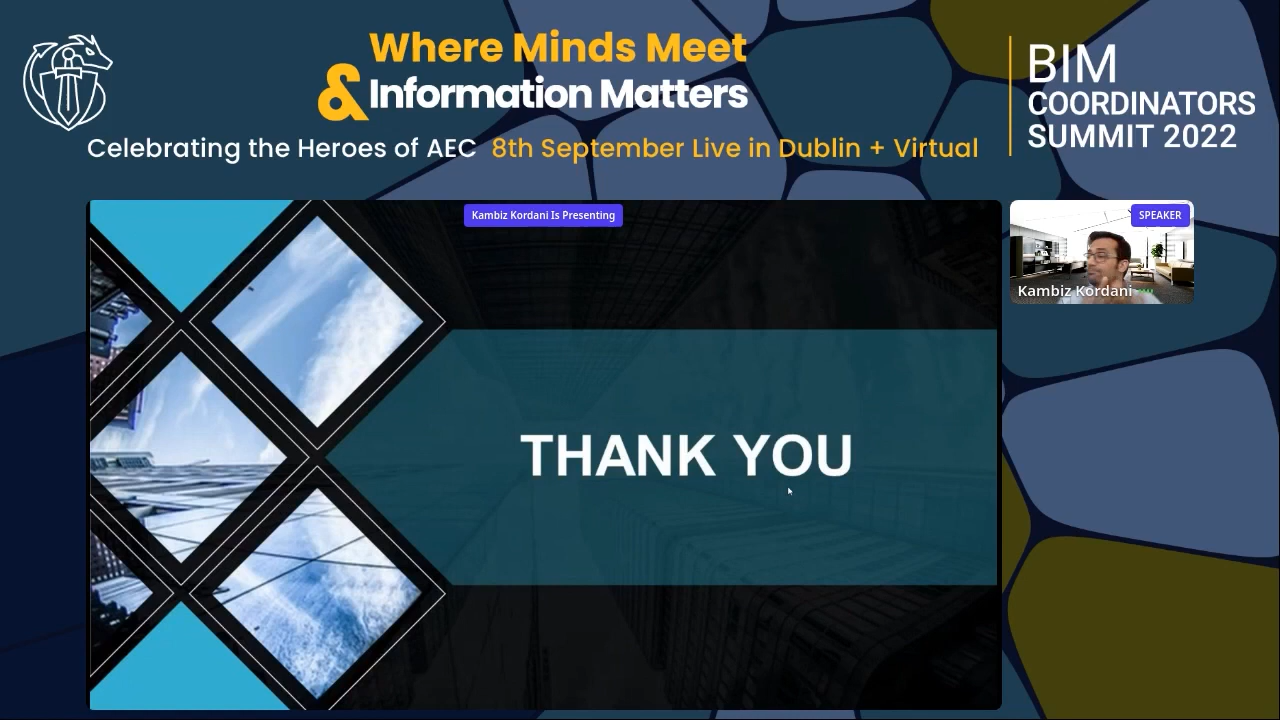 Where Minds Meet
& Information Matters
Celebrating the Heroes of AEC 8th September Live in Dublin + Virtual
BIM
COORDINATORS
SUMMIT 2022
Kambiz Kordani Is Presenting
SPEAKER
Kambiz Kordani
THANK YOU